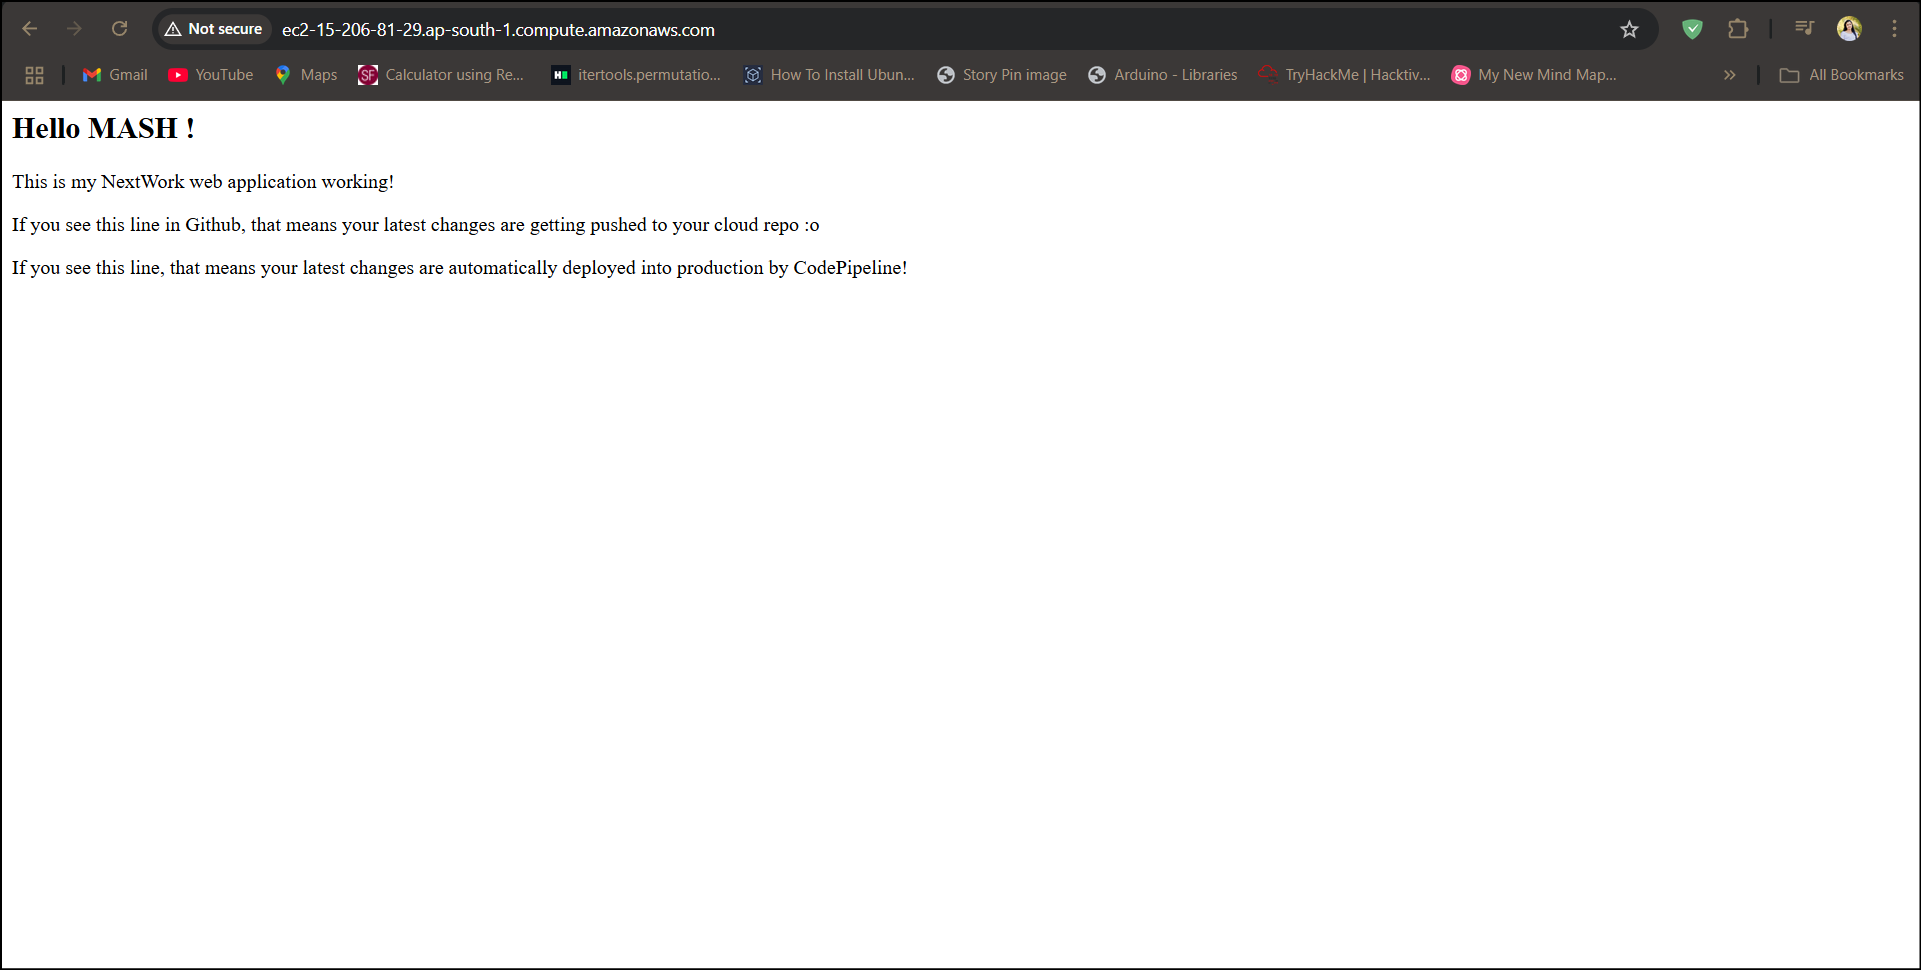 Not secure ec2-15-206-81-29.ap-south-1.compute.amazonaws.com
Gmail YouTube Maps SF Calculator using Re... H itertools.permutatio... How To Install Ubun... Story Pin image Arduino - Libraries TryHackMe | Hacktiv... My New Mind Map... » All Bookmarks
Hello MASH !
This is my NextWork web application working!
If you see this line in Github, that means your latest changes are getting pushed to your cloud repo :o
If you see this line, that means your latest changes are automatically deployed into production by CodePipeline!